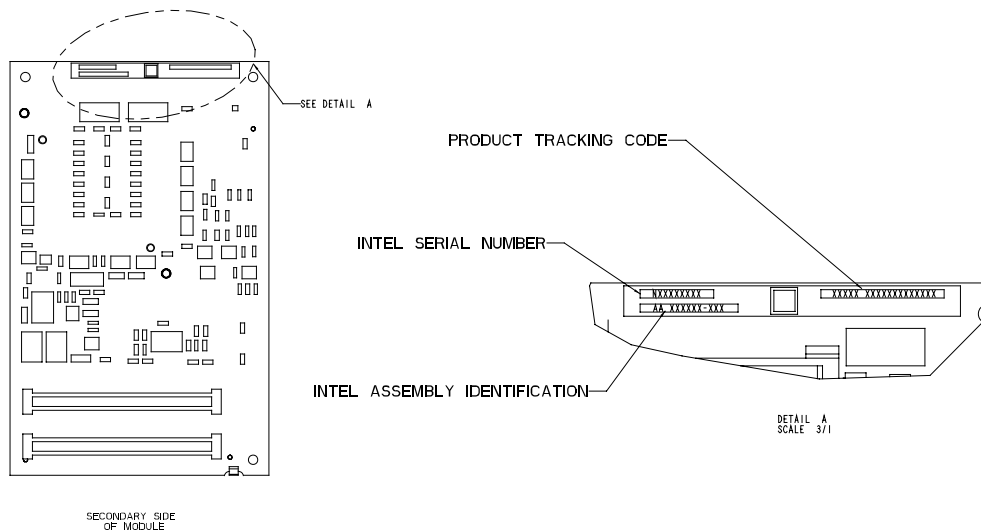 SEE DETAIL A
PRODUCT TRACKING CODE
INTEL SERIAL NUMBER
NXXXXXXXX
XXXXX XXXXXXXXXXXXX
AA XXXXXX-XXX
INTEL ASSEMBLY IDENTIFICATION
DETAIL A
SCALE 3/1
SECONDARY SIDE
OF MODULE